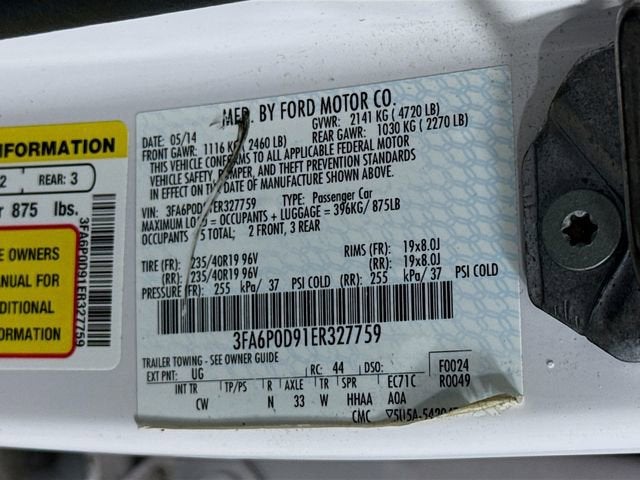 MFD. BY FORD MOTOR CO.
DATE: 05/14 GVWR: 2141 KG ( 4720 LB)
FRONT GAWR: 1116 KG ( 2460 LB) REAR GAWR: 1030 KG ( 2270 LB)
THIS VEHICLE CONFORMS TO ALL APPLICABLE FEDERAL MOTOR
VEHICLE SAFETY, BUMPER, AND THEFT PREVENTION STANDARDS
IN EFFECT ON THE DATE OF MANUFACTURE SHOWN ABOVE.
VIN: 3FA6P0D91ER327759 TYPE: Passenger Car
MAXIMUM LOAD = OCCUPANTS + LUGGAGE = 396KG/ 875LB
OCCUPANTS 5 TOTAL; 2 FRONT, 3 REAR
TIRE (FR): 235/40R19 96V RIMS (FR): 19x8.0J
(RR): 235/40R19 96V (RR): 19x8.0J
PRESSURE (FR): 255 kPa/ 37 PSI COLD (RR): 255 kPa/ 37 PSI COLD
3FA6P0D91ER327759
TRAILER TOWING - SEE OWNER GUIDE
EXT PNT: UG RC: 44 DSO: F0024
R0049
INT TR TP/PS R AXLE TR SPR EC71C
CW N 33 W HHAA AOA
CMC
INFORMATION
2 REAR: 3
875 lbs.
OWNERS
MANUAL FOR
ADDITIONAL
INFORMATION
3FA6P0D91ER327759